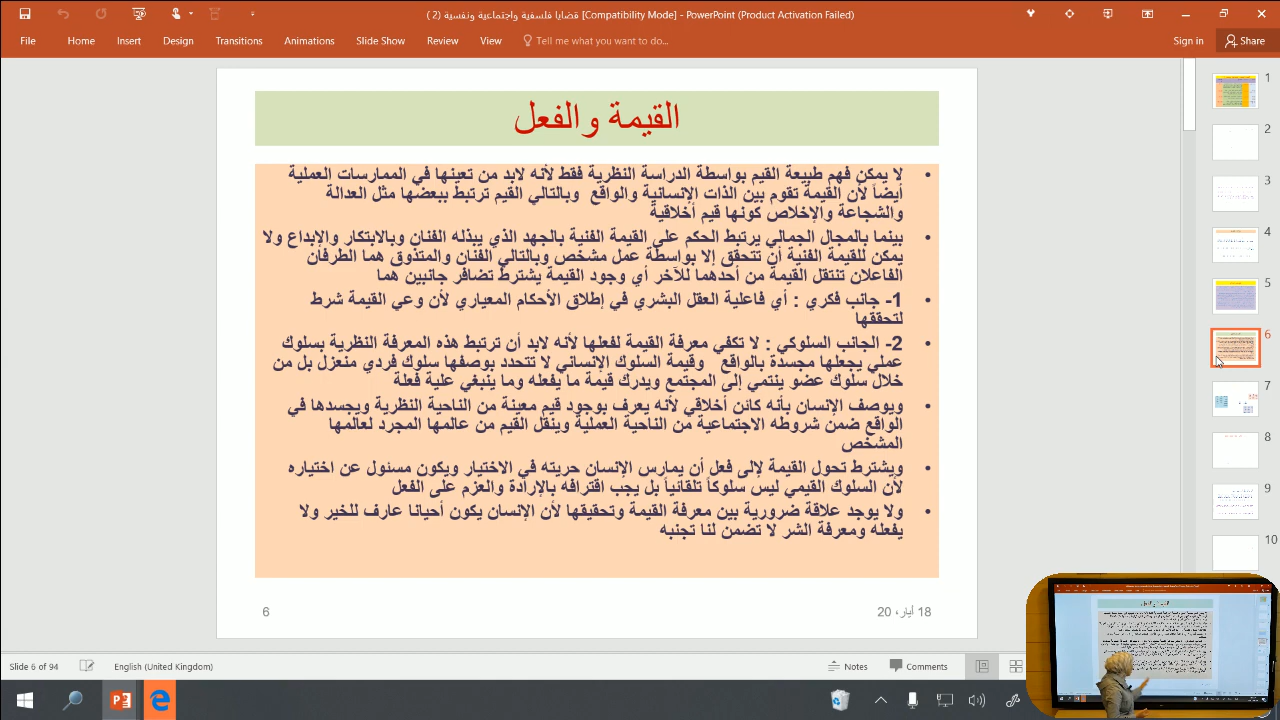 قضايا فلسفية واجتماعية ونفسية (2 ) [Compatibility Mode] - PowerPoint (Product Activation Failed)
File Home Insert Design Transitions Animations Slide Show Review View Tell me what you want to do... Sign in Share
القيمة والفعل
• لا يمكن فهم طبيعة القيم بواسطة الدراسة النظرية فقط لأنه لابد من تعينها في الممارسات العملية
أيضاً لأن القيمة تقوم بين الذات الإنسانية والواقع وبالتالي القيم ترتبط ببعضها مثل العدالة
والشجاعة والإخلاص كونها قيم أخلاقية
• بينما بالمجال الجمالي يرتبط الحكم على القيمة الفنية بالجهد الذي يبذله الفنان وبالابتكار والإبداع ولا
يمكن للقيمة الفنية أن تتحقق إلا بواسطة عمل مشخص وبالتالي الفنان والمتذوق هما الطرفان
الفاعلان تنتقل القيمة من أحدهما للآخر أي وجود القيمة يشترط تضافر جانبين هما
• 1- جانب فكري : أي فاعلية العقل البشري في إطلاق الأحكام المعياري لأن وعي القيمة شرط
لتحققها
• 2- الجانب السلوكي : لا تكفي معرفة القيمة لفعلها لأنه لابد أن ترتبط هذه المعرفة النظرية بسلوك
عملي يجعلها مجسدة بالواقع وقيمة السلوك الإنساني لا تتحدد بوصفها سلوك فردي منعزل بل من
خلال سلوك عضو ينتمي إلى المجتمع ويدرك قيمة ما يفعله وما ينبغي علية فعلة
• ويوصف الإنسان بأنه كائن أخلاقي لأنه يعرف بوجود قيم معينة من الناحية النظرية ويجسدها في
الواقع ضمن شروطه الاجتماعية من الناحية العملية وينقل القيم من عالمها المجرد لعالمها
المشخص
• ويشترط تحول القيمة لإلى فعل أن يمارس الإنسان حريته في الاختيار ويكون مسئول عن اختياره
لأن السلوك القيمي ليس سلوكاً تلقائياً بل يجب اقترافه بالإرادة والعزم على الفعل
• ولا يوجد علاقة ضرورية بين معرفة القيمة وتحقيقها لأن الإنسان يكون أحيانا عارف للخير ولا
يفعله ومعرفة الشر لا تضمن لنا تجنبه
18 أيار، 20
6
1
2
3
4
5
6
7
8
9
10
Slide 6 of 94 English (United Kingdom) Notes Comments